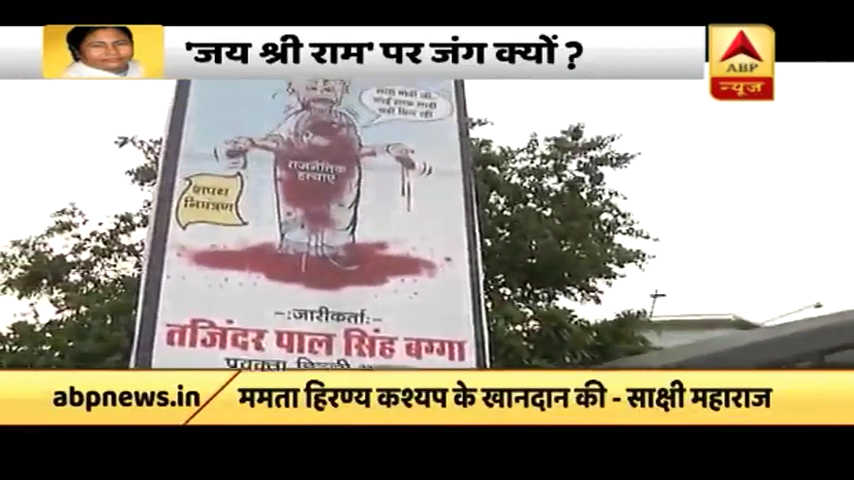 'जय श्री राम' पर जंग क्यों?
ABP
न्यूज़
राजनैतिक
हत्याएं
शपथ
निमंत्रण
-:जारीकर्ता:-
तजिंदर पाल सिंह बग्गा
प्रवक्ता,
abpnews.in
ममता हिरण्य कश्यप के खानदान की - साक्षी महाराज